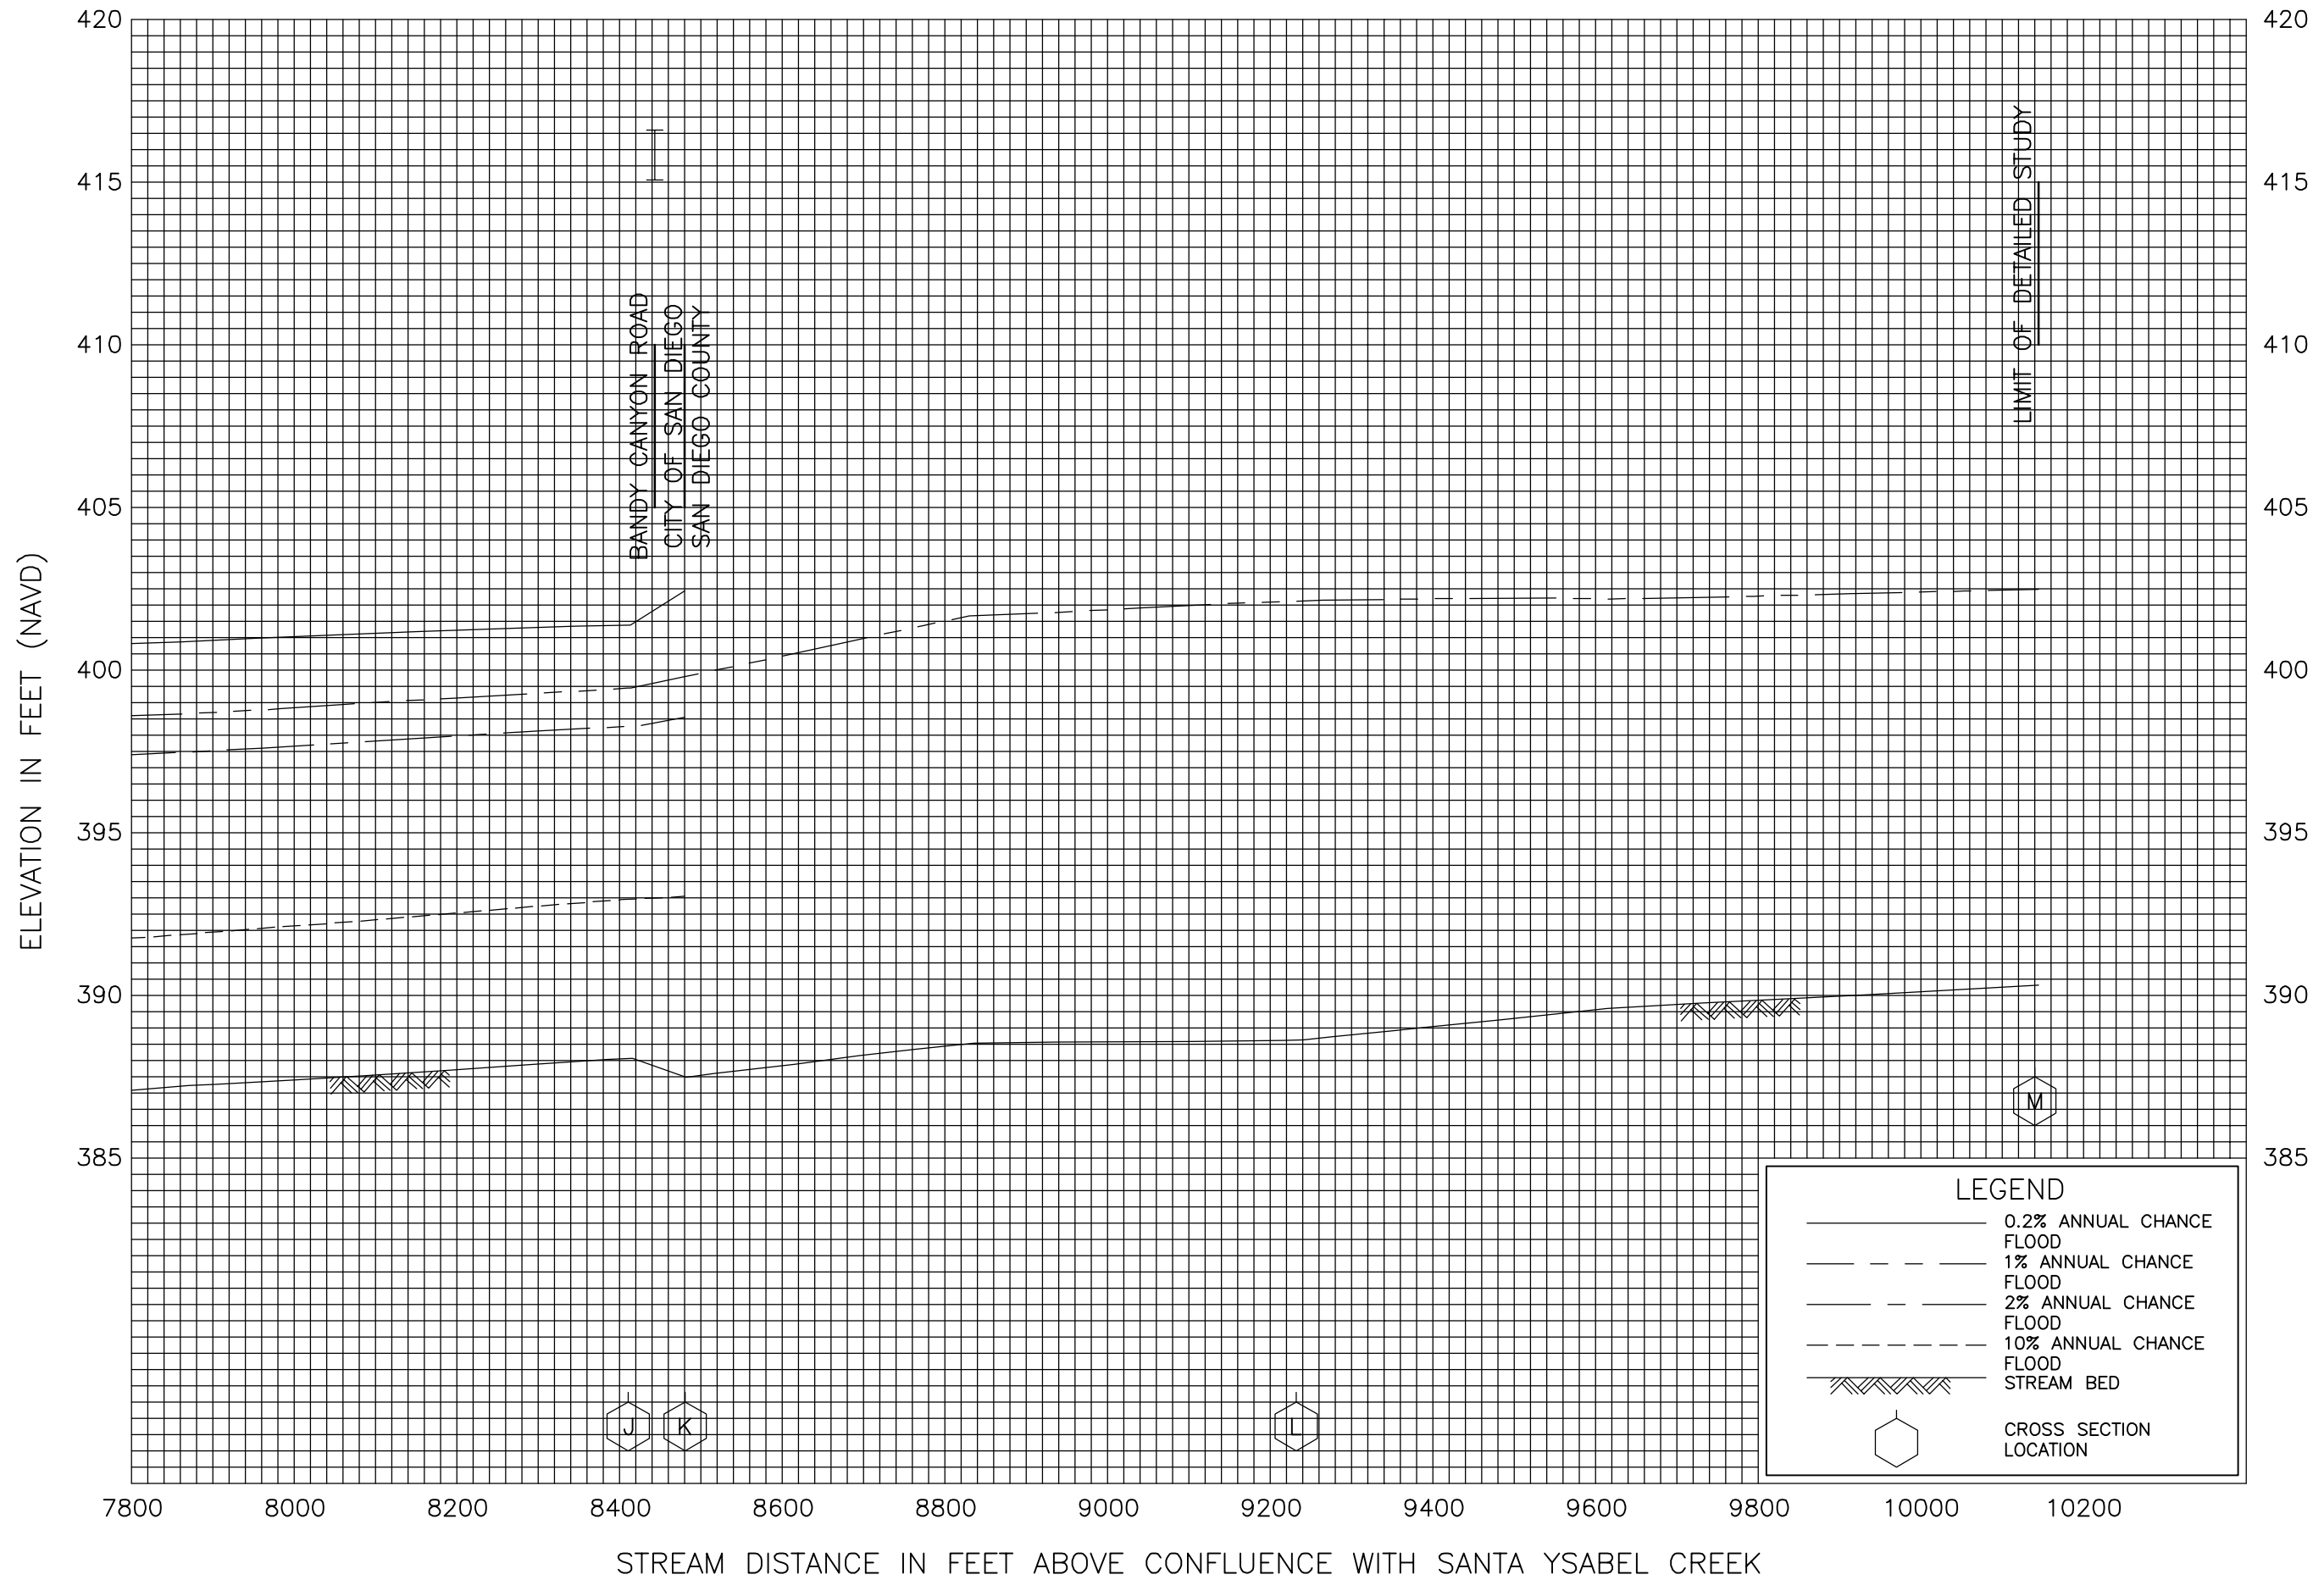 420
415
410
405
400
395
390
385
ELEVATION IN FEET (NAVD)
BANDY CANYON ROAD
CITY OF SAN DIEGO
SAN DIEGO COUNTY
LIMIT OF DETAILED STUDY
420
415
410
405
400
395
390
385
J
K
L
M
LEGEND
0.2% ANNUAL CHANCE
FLOOD
1% ANNUAL CHANCE
FLOOD
2% ANNUAL CHANCE
FLOOD
10% ANNUAL CHANCE
FLOOD
STREAM BED
CROSS SECTION
LOCATION
7800 8000 8200 8400 8600 8800 9000 9200 9400 9600 9800 10000 10200
STREAM DISTANCE IN FEET ABOVE CONFLUENCE WITH SANTA YSABEL CREEK